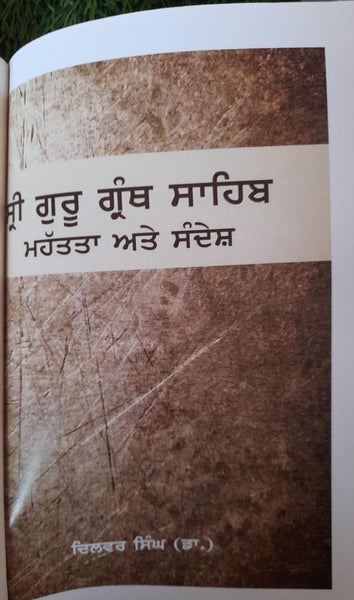 ਸ੍ਰੀ ਗੁਰੂ ਗ੍ਰੰਥ ਸਾਹਿਬ
ਮਹੱਤਤਾ ਅਤੇ ਸੰਦੇਸ਼
ਚਿਲਵਰ ਸਿੰਘ (ਡਾ.)